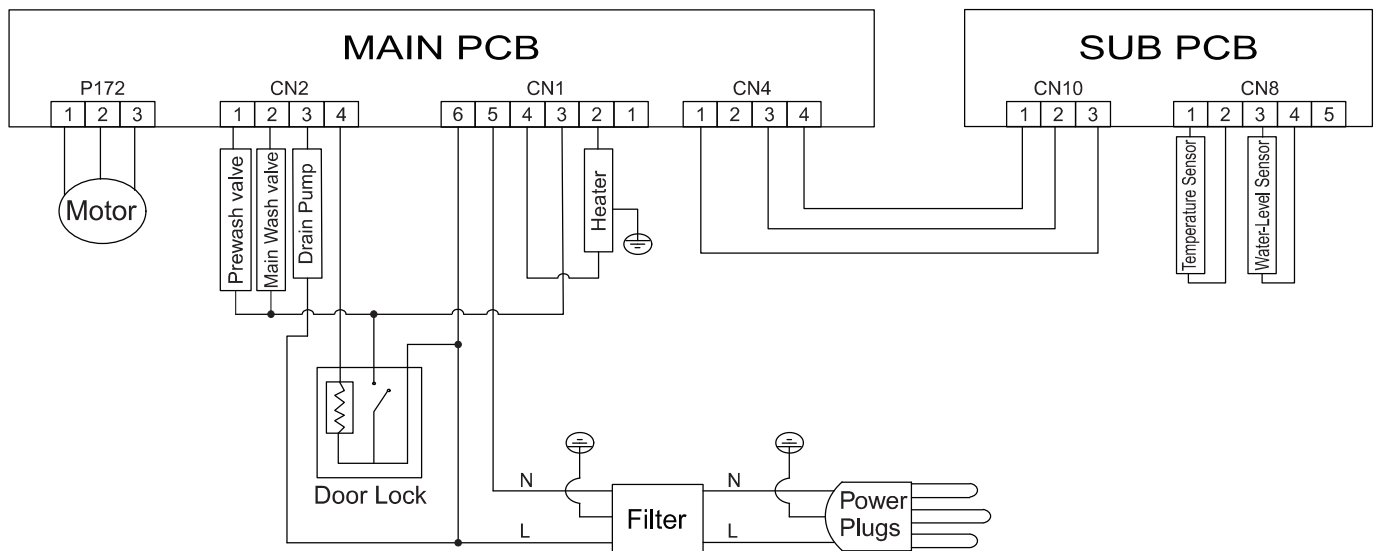 MAIN PCB
SUB PCB
P172
CN2
CN1
CN4
CN10
CN8
1 2 3
1 2 3 4
6 5 4 3 2 1
1 2 3 4
1 2 3
1 2 3 4 5
Motor
Prewash valve
Main Wash valve
Drain Pump
Heater
Temperature Sensor
Water-Level Sensor
Door Lock
N
L
Filter
N
L
Power
Plugs